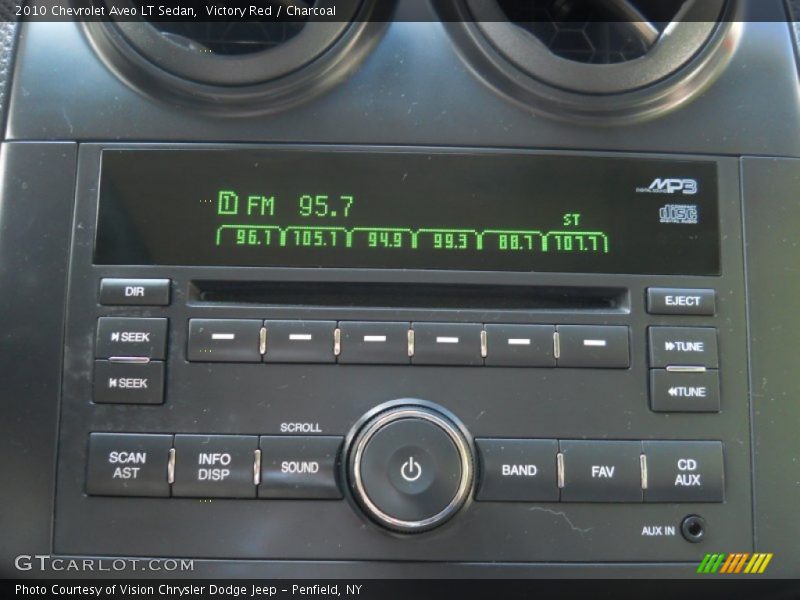 2010 Chevrolet Aveo LT Sedan, Victory Red / Charcoal
MP3
disc
1 FM 95.7
ST
96.1 105.1 94.9 99.3 88.7 107.7
DIR
EJECT
SEEK
TUNE
SEEK
TUNE
SCROLL
SCAN AST
INFO DISP
SOUND
BAND
FAV
CD AUX
AUX IN
GTCARLOT.COM
Photo Courtesy of Vision Chrysler Dodge Jeep – Penfield, NY